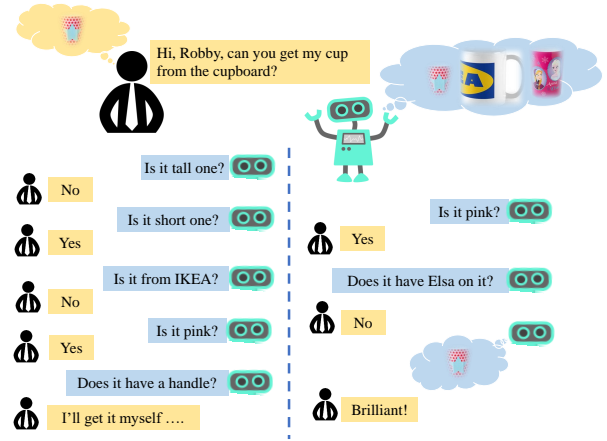 Hi, Robby, can you get my cup
from the cupboard?
Is it tall one?
No
Is it short one?
Yes
Is it from IKEA?
No
Is it pink?
Yes
Does it have a handle?
I'll get it myself ….
Is it pink?
Yes
Does it have Elsa on it?
No
Brilliant!